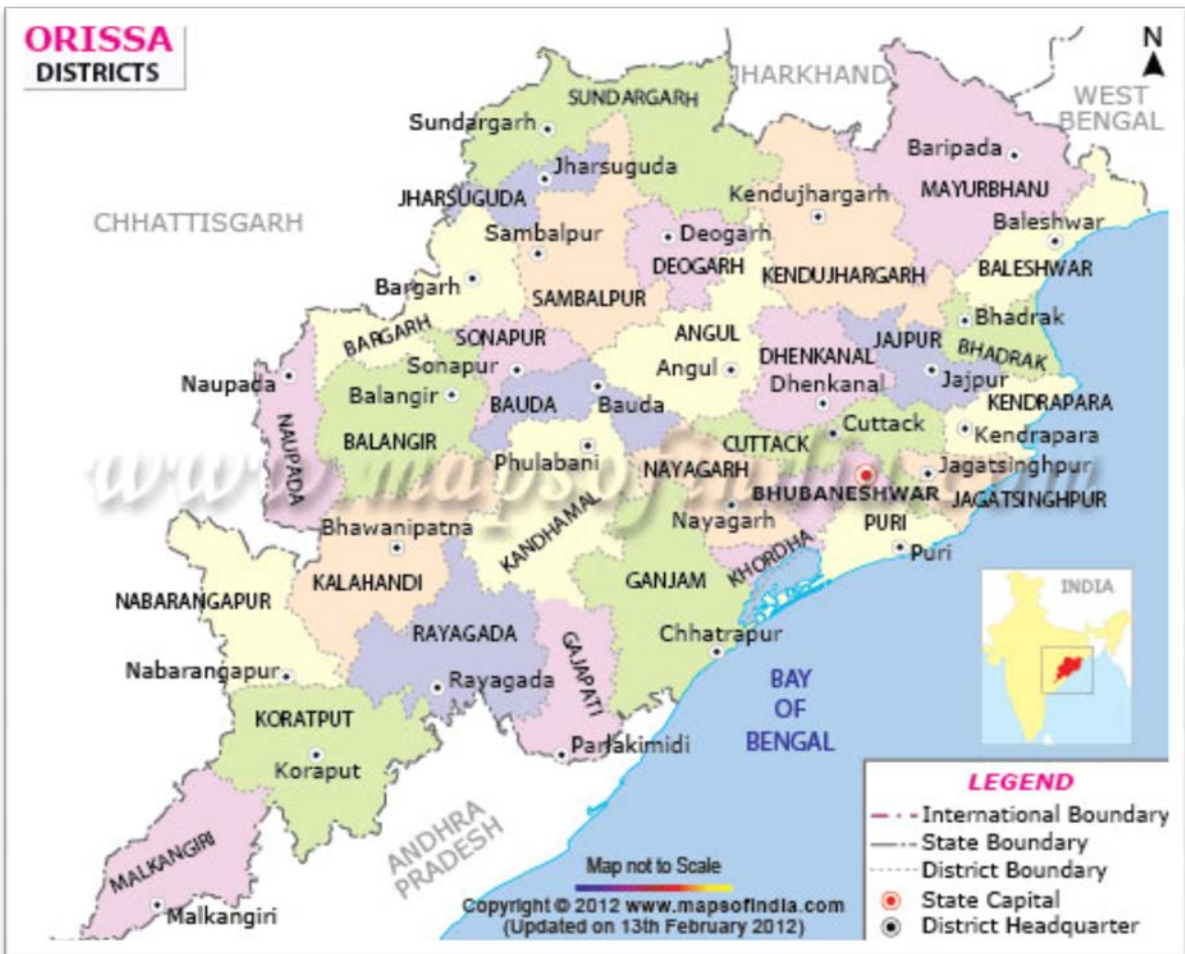 ORISSA
DISTRICTS
N
JHARKHAND
WEST
BENGAL
CHHATTISGARH
SUNDARGARH
Sundargarh
Jharsuguda
JHARSUGUDA
Baripada
MAYURBHANJ
Kendujhargarh
KENDUJHARGARH
Baleshwar
BALESHWAR
Sambalpur
SAMBALPUR
Deogarh
DEOGARH
Bargarh
BARGARH
SONAPUR
Sonapur
ANGUL
Angul
DHENKANAL
Dhenkanal
JAJPUR
Jajpur
Bhadrak
BHADRAK
Naupada
NAUPADA
Balangir
BALANGIR
BAUDA
Bauda
KENDRAPARA
Kendrapara
CUTTACK
Cuttack
Phulabani
KANDHAMAL
NAYAGARH
Nayagarh
BHUBANESHWAR
Jagatsinghpur
JAGATSINGHPUR
PURI
Puri
KHORDHA
Bhawanipatna
KALAHANDI
GANJAM
Chhatrapur
NABARANGAPUR
Nabarangapur
RAYAGADA
Rayagada
GAJAPATI
Parlakimidi
KORATPUT
Koraput
MALKANGIRI
Malkangiri
ANDHRA
PRADESH
BAY
OF
BENGAL
INDIA
www.mapsofindia.com
LEGEND
International Boundary
State Boundary
District Boundary
State Capital
District Headquarter
Map not to Scale
Copyright © 2012 www.mapsofindia.com
(Updated on 13th February 2012)